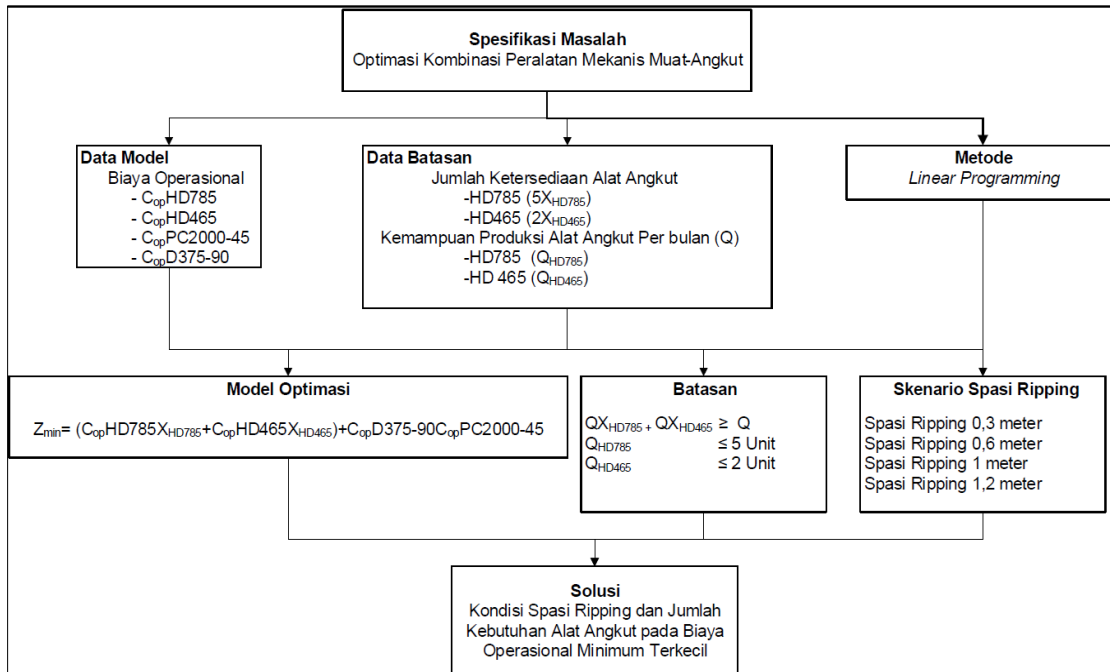 Spesifikasi Masalah
Optimasi Kombinasi Peralatan Mekanis Muat-Angkut
Data Model
Biaya Operasional
- CopHD785
- CopHD465
- CopPC2000-45
- CopD375-90
Data Batasan
Jumlah Ketersediaan Alat Angkut
-HD785 (5XHD785)
-HD465 (2XHD465)
Kemampuan Produksi Alat Angkut Per bulan (Q)
-HD785 (QHD785)
-HD 465 (QHD465)
Metode
Linear Programming
Model Optimasi
Zmin= (CopHD785XHD785+CopHD465XHD465)+CopD375-90CopPC2000-45
Batasan
QXHD785 + QXHD465 ≥ Q
QHD785 ≤ 5 Unit
QHD465 ≤ 2 Unit
Skenario Spasi Ripping
Spasi Ripping 0,3 meter
Spasi Ripping 0,6 meter
Spasi Ripping 1 meter
Spasi Ripping 1,2 meter
Solusi
Kondisi Spasi Ripping dan Jumlah
Kebutuhan Alat Angkut pada Biaya
Operasional Minimum Terkecil